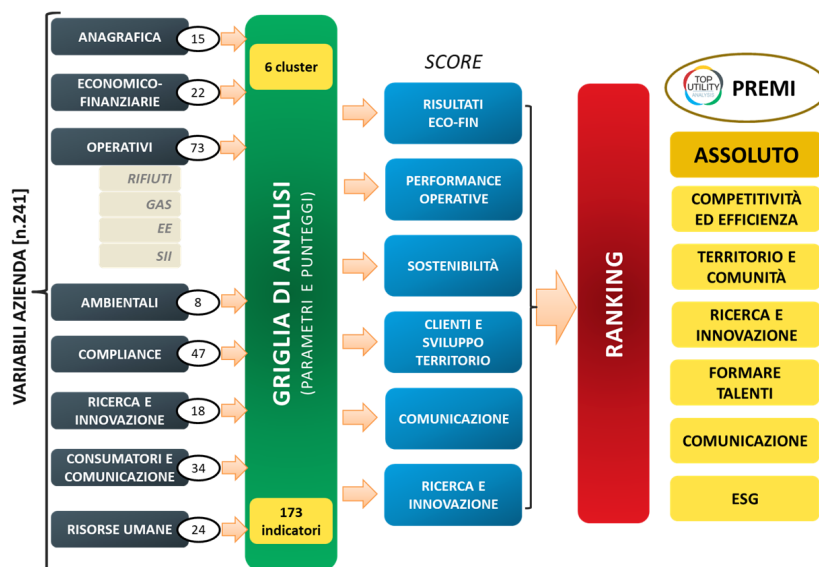 VARIABILI AZIENDA [n.241]
ANAGRAFICA
15
ECONOMICO-
FINANZIARIE
22
OPERATIVI
73
RIFIUTI
GAS
EE
SII
AMBIENTALI
8
COMPLIANCE
47
RICERCA E
INNOVAZIONE
18
CONSUMATORI E
COMUNICAZIONE
34
RISORSE UMANE
24
6 cluster
GRIGLIA DI ANALISI
(PARAMETRI E PUNTEGGI)
173
indicatori
SCORE
RISULTATI
ECO-FIN
PERFORMANCE
OPERATIVE
SOSTENIBILITÀ
CLIENTI E
SVILUPPO
TERRITORIO
COMUNICAZIONE
RICERCA E
INNOVAZIONE
RANKING
TOP
UTILITY
ANALYSIS
PREMI
ASSOLUTO
COMPETITIVITÀ
ED EFFICIENZA
TERRITORIO E
COMUNITÀ
RICERCA E
INNOVAZIONE
FORMARE
TALENTI
COMUNICAZIONE
ESG